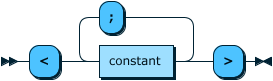 ;
< constant >